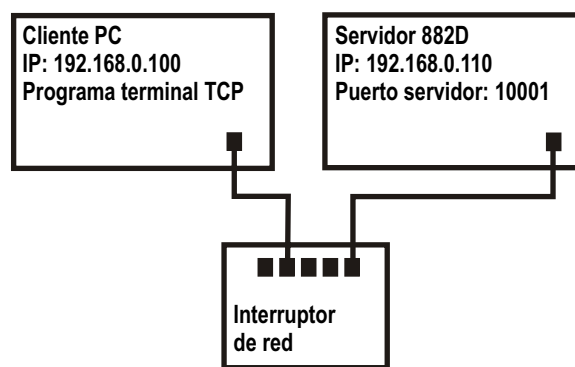 Cliente PC
IP: 192.168.0.100
Programa terminal TCP
Servidor 882D
IP: 192.168.0.110
Puerto servidor: 10001
Interruptor
de red